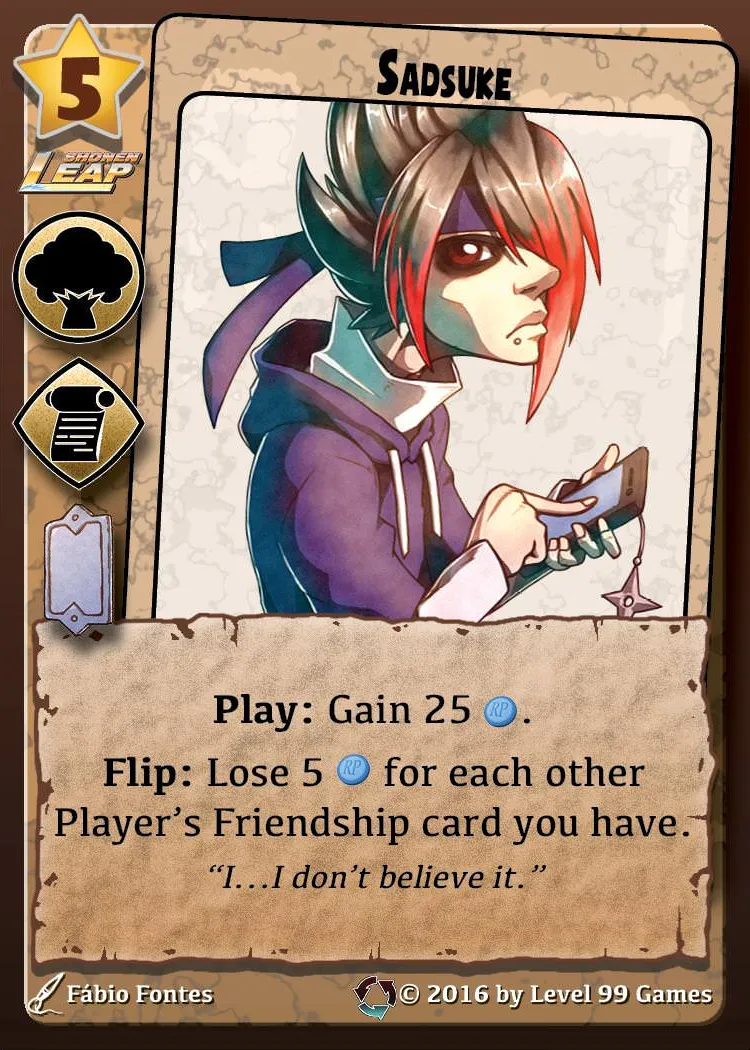 Sadsuke
5
SHONEN
LEAP
Play: Gain 25 RP.
Flip: Lose 5 RP for each other
Player's Friendship card you have.
"I...I don't believe it."
Fábio Fontes
© 2016 by Level 99 Games